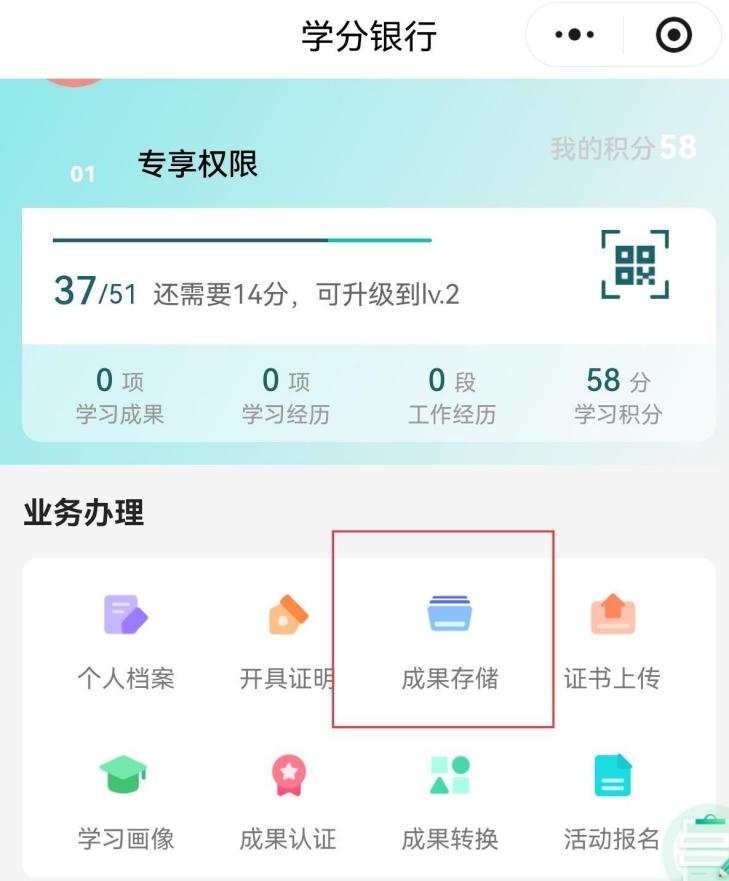 学分银行
01 专享权限 我的积分58
37/51 还需要14分，可升级到lv.2
0 项 0 项 0 段 58 分
学习成果 学习经历 工作经历 学习积分
业务办理
个人档案 开具证明 成果存储 证书上传
学习画像 成果认证 成果转换 活动报名